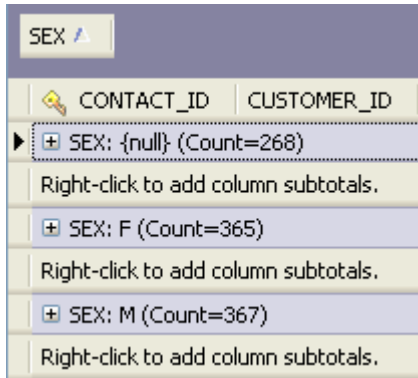 SEX
CONTACT_ID CUSTOMER_ID
SEX: {null} (Count=268)
Right-click to add column subtotals.
SEX: F (Count=365)
Right-click to add column subtotals.
SEX: M (Count=367)
Right-click to add column subtotals.